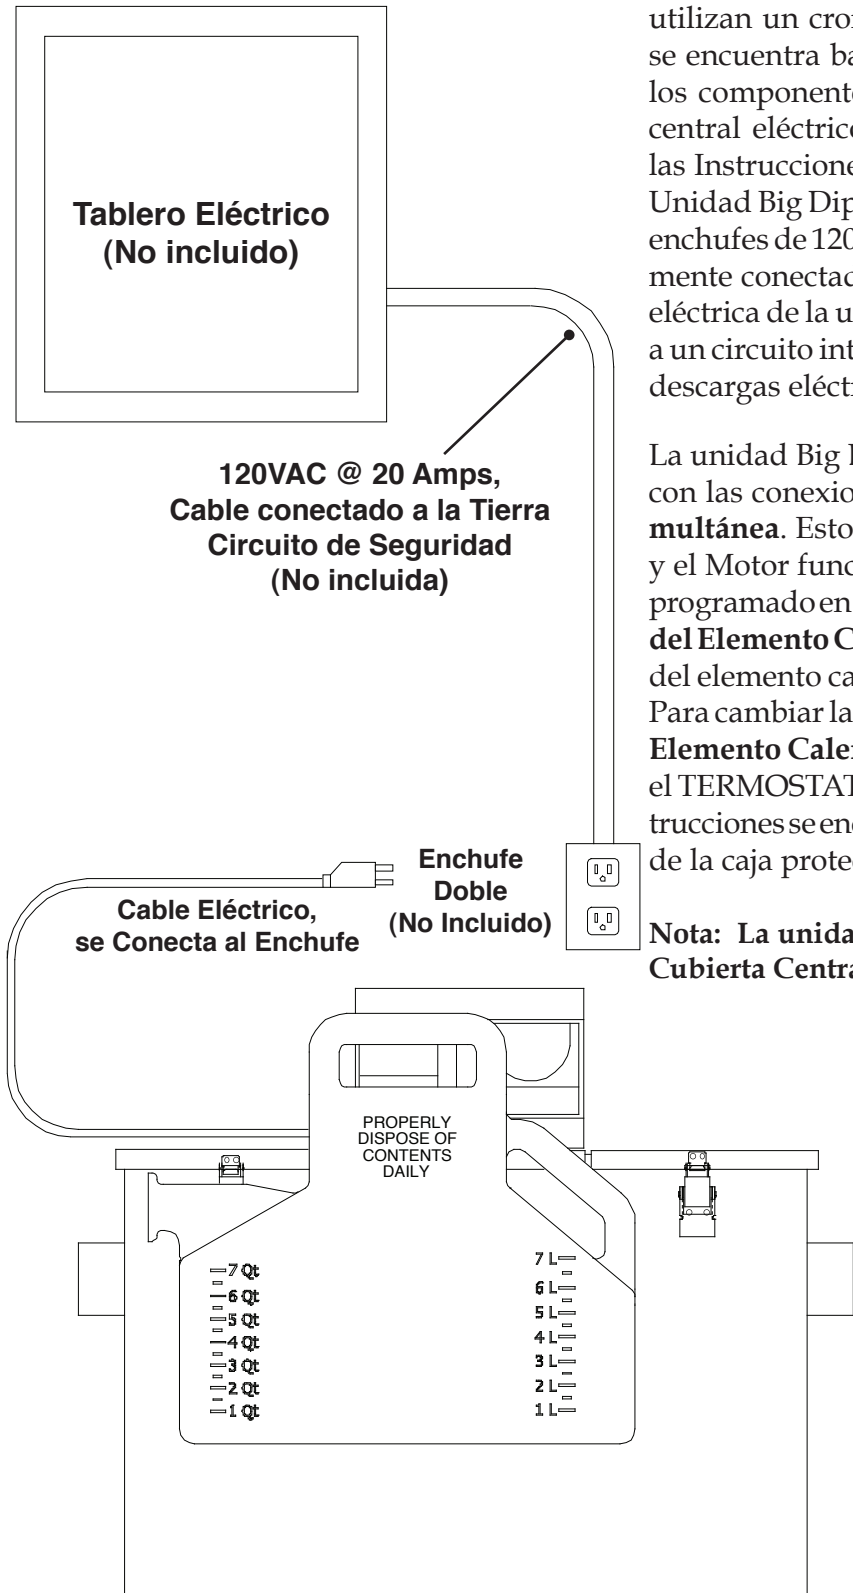 Tablero Eléctrico
(No incluido)
120VAC @ 20 Amps,
Cable conectado a la Tierra
Circuito de Seguridad
(No incluida)
Enchufe
Doble
(No Incluido)
Cable Eléctrico,
se Conecta al Enchufe
PROPERLY
DISPOSE OF
CONTENTS
DAILY
7 Qt
6 Qt
5 Qt
4 Qt
3 Qt
2 Qt
1 Qt
7 L
6 L
5 L
4 L
3 L
2 L
1 L
utilizan un cro
se encuentra ba
los component
central eléctric
las Instruccione
Unidad Big Dip
enchufes de 120
mente conectad
eléctrica de la u
a un circuito int
descargas eléctr
La unidad Big
con las conexio
multánea. Esto
y el Motor func
programado en
del Elemento C
del elemento ca
Para cambiar la
Elemento Cale
el TERMOSTAT
trucciones se enc
de la caja prote
Nota: La unida
Cubierta Centra